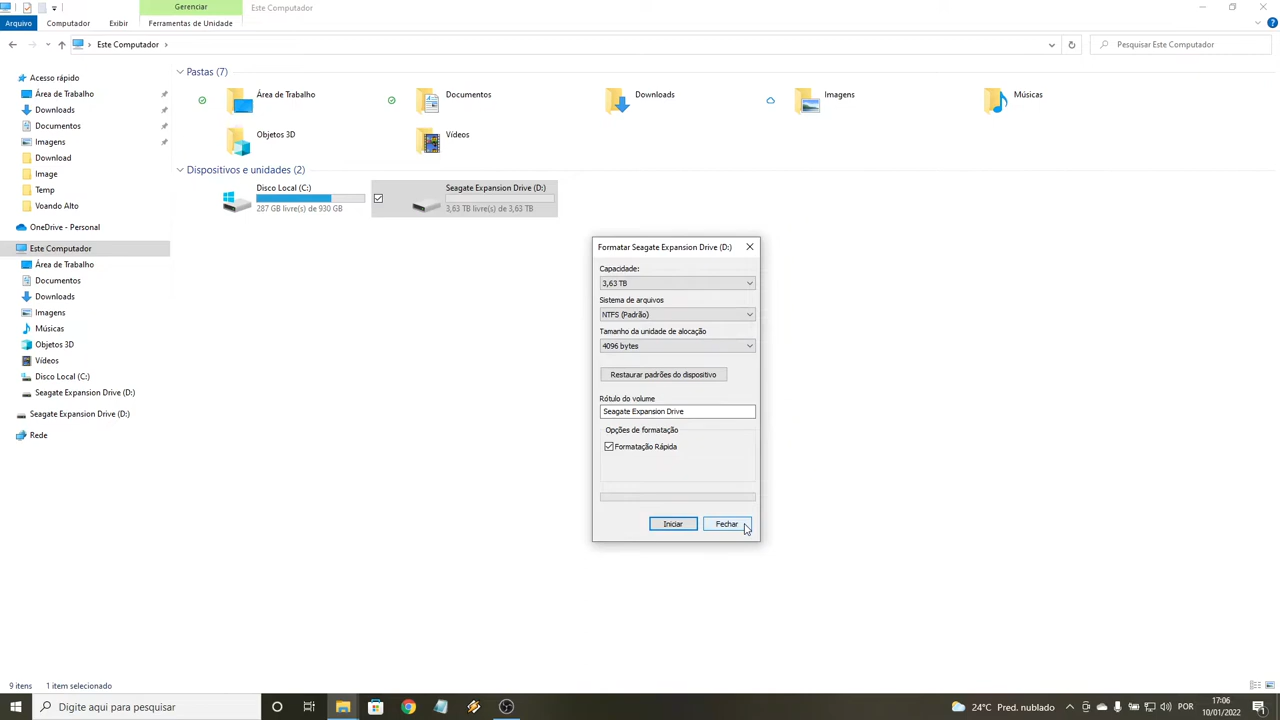 Gerenciar
Este Computador
Arquivo
Computador
Exibir
Ferramentas de Unidade
Este Computador
Pesquisar Este Computador
Acesso rápido
Área de Trabalho
Downloads
Documentos
Imagens
Download
Image
Temp
Voando Alto
OneDrive - Personal
Este Computador
Área de Trabalho
Documentos
Downloads
Imagens
Músicas
Objetos 3D
Vídeos
Disco Local (C:)
Seagate Expansion Drive (D:)
Seagate Expansion Drive (D:)
Rede
Pastas (7)
Área de Trabalho
Documentos
Downloads
Imagens
Músicas
Objetos 3D
Vídeos
Dispositivos e unidades (2)
Disco Local (C:)
287 GB livre(s) de 930 GB
Seagate Expansion Drive (D:)
3,63 TB livre(s) de 3,63 TB
Formatar Seagate Expansion Drive (D:)
Capacidade:
3,63 TB
Sistema de arquivos
NTFS (Padrão)
Tamanho da unidade de alocação
4096 bytes
Restaurar padrões do dispositivo
Rótulo do volume
Seagate Expansion Drive
Opções de formatação
Formatação Rápida
Iniciar
Fechar
9 itens
1 item selecionado
Digite aqui para pesquisar
24°C
Pred. nublado
POR
17:06
10/01/2022